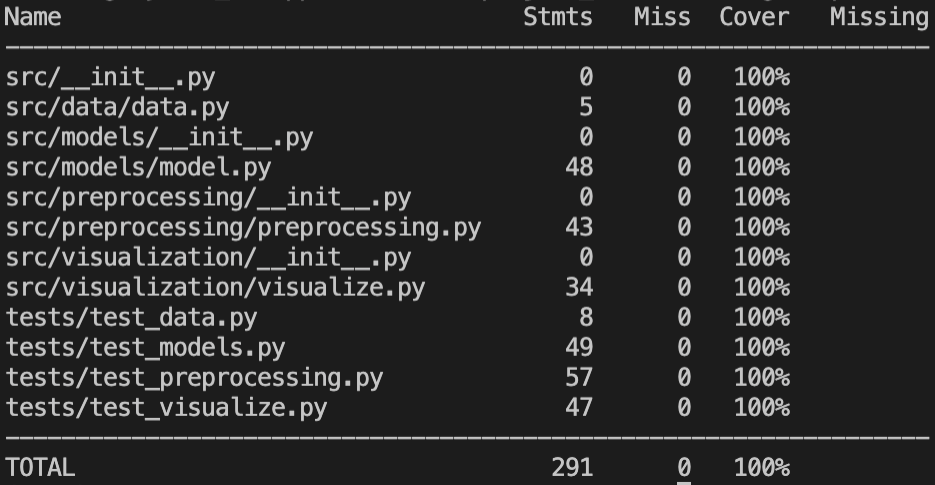 Name Stmts Miss Cover Missing
src/__init__.py 0 0 100%
src/data/data.py 5 0 100%
src/models/__init__.py 0 0 100%
src/models/model.py 48 0 100%
src/preprocessing/__init__.py 0 0 100%
src/preprocessing/preprocessing.py 43 0 100%
src/visualization/__init__.py 0 0 100%
src/visualization/visualize.py 34 0 100%
tests/test_data.py 8 0 100%
tests/test_models.py 49 0 100%
tests/test_preprocessing.py 57 0 100%
tests/test_visualize.py 47 0 100%
TOTAL 291 0 100%